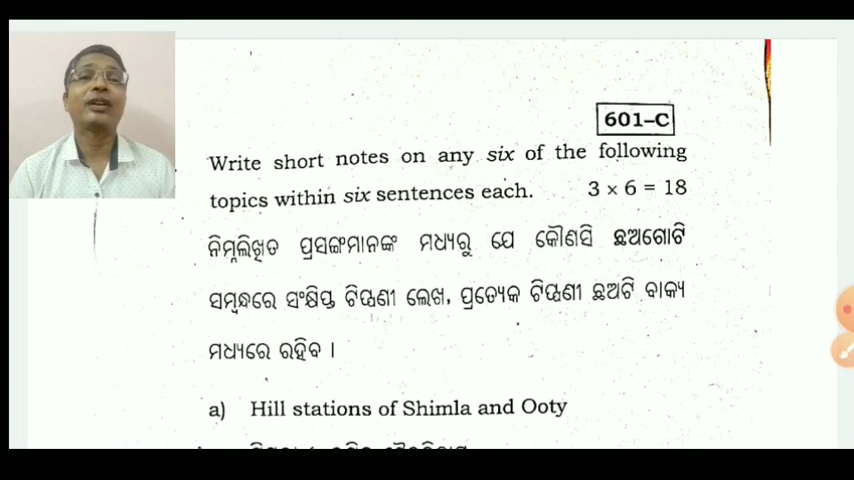 601–C
Write short notes on any six of the following
topics within six sentences each. 3 × 6 = 18
ନିମ୍ନଲିଖିତ ପ୍ରସଙ୍ଗମାନଙ୍କ ମଧ୍ୟରୁ ଯେ କୌଣସି ଛଅଗୋଟି
ସମ୍ବନ୍ଧରେ ସଂକ୍ଷିପ୍ତ ଟିପ୍ପଣୀ ଲେଖ, ପ୍ରତ୍ୟେକ ଟିପ୍ପଣୀ ଛଅଟି ବାକ୍ୟ
ମଧ୍ୟରେ ରହିବ ।
a) Hill stations of Shimla and Ooty